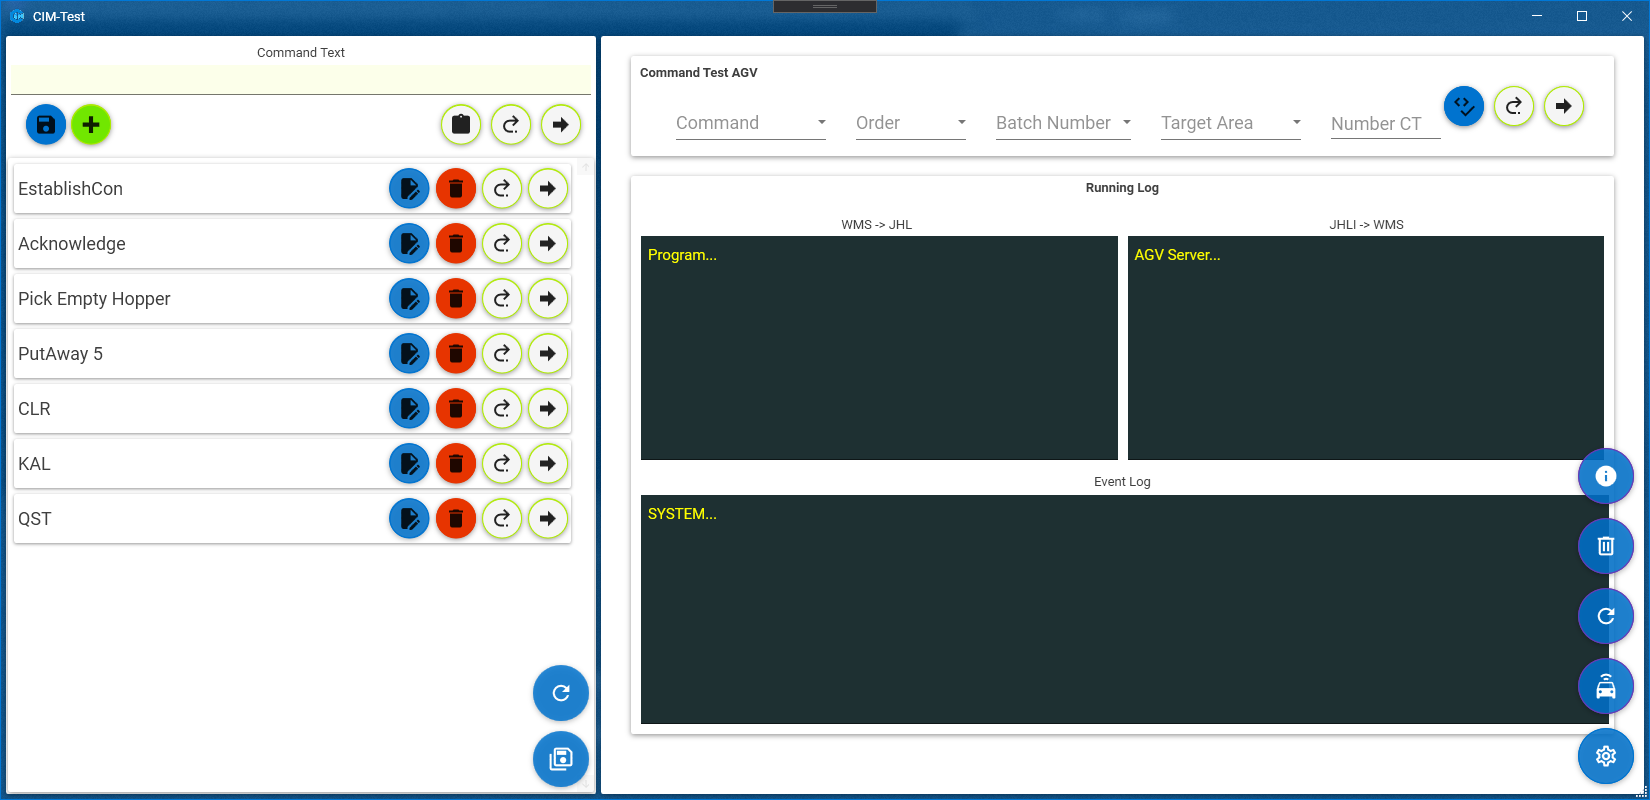 CIM-Test
Command Text
EstablishCon
Acknowledge
Pick Empty Hopper
PutAway 5
CLR
KAL
QST
Command Test AGV
Command Order Batch Number Target Area Number CT
Running Log
WMS -> JHL JHLI -> WMS
Program... AGV Server...
Event Log
SYSTEM...